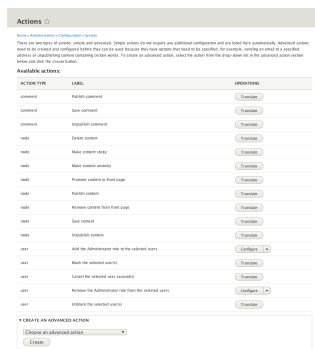 Actions
Home » Administration » Configuration » System
There are two types of actions: simple and advanced. Simple actions do not require any additional configuration and are listed here automatically. Advanced actions
need to be created and configured before they can be used because they have options that need to be specified; for example, sending an email to a specified
address or unpublishing content containing certain words. To create an advanced action, select the action from the drop-down list in the advanced action section
below and click the Create button.
Available actions:
ACTION TYPE LABEL OPERATIONS
comment Publish comment Translate
comment Save comment Translate
comment Unpublish comment Translate
node Delete content Translate
node Make content sticky Translate
node Make content unsticky Translate
node Promote content to front page Translate
node Publish content Translate
node Remove content from front page Translate
node Save content Translate
node Unpublish content Translate
user Add the Administrator role to the selected users Configure
user Block the selected user(s) Translate
user Cancel the selected user account(s) Translate
user Remove the Administrator role from the selected users Configure
user Unblock the selected user(s) Translate
CREATE AN ADVANCED ACTION
Choose an advanced action
Create